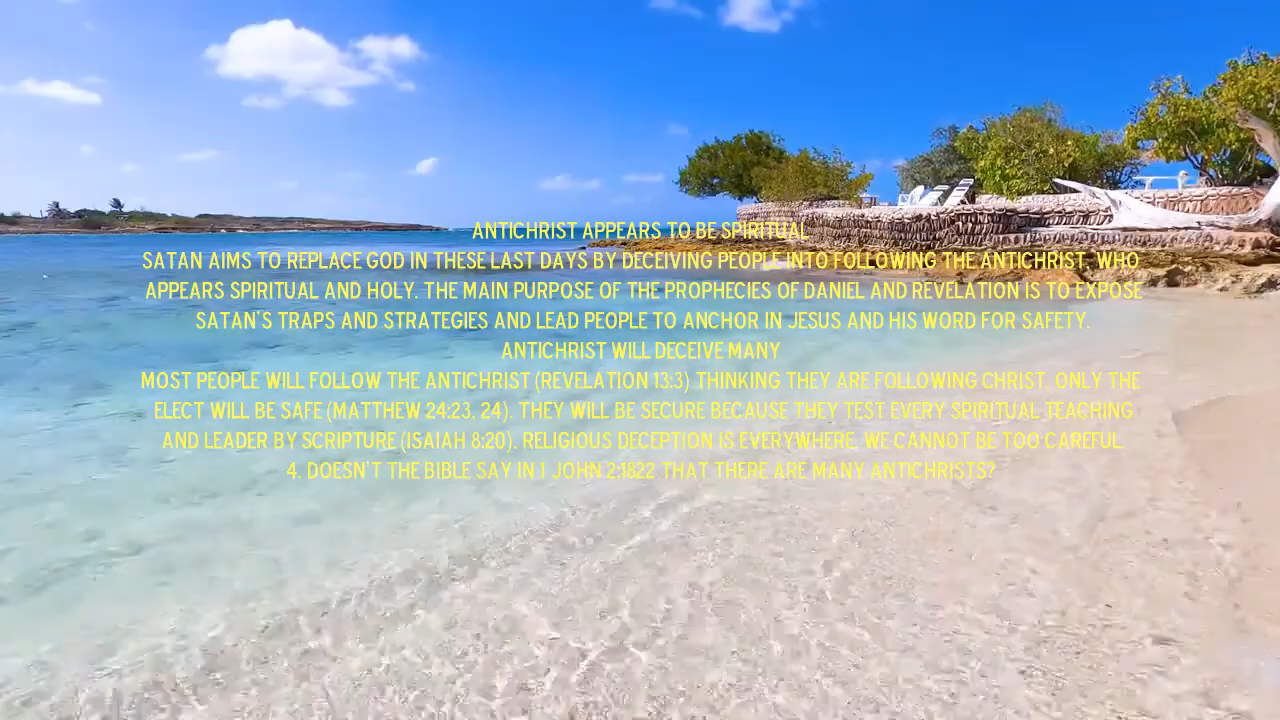 ANTICHRIST APPEARS TO BE SPIRITUAL
SATAN AIMS TO REPLACE GOD IN THESE LAST DAYS BY DECEIVING PEOPLE INTO FOLLOWING THE ANTICHRIST, WHO
APPEARS SPIRITUAL AND HOLY. THE MAIN PURPOSE OF THE PROPHECIES OF DANIEL AND REVELATION IS TO EXPOSE
SATAN'S TRAPS AND STRATEGIES AND LEAD PEOPLE TO ANCHOR IN JESUS AND HIS WORD FOR SAFETY.
ANTICHRIST WILL DECEIVE MANY
MOST PEOPLE WILL FOLLOW THE ANTICHRIST (REVELATION 13:3) THINKING THEY ARE FOLLOWING CHRIST. ONLY THE
ELECT WILL BE SAFE (MATTHEW 24:23, 24). THEY WILL BE SECURE BECAUSE THEY TEST EVERY SPIRITUAL TEACHING
AND LEADER BY SCRIPTURE (ISAIAH 8:20). RELIGIOUS DECEPTION IS EVERYWHERE. WE CANNOT BE TOO CAREFUL.
4. DOESN'T THE BIBLE SAY IN 1 JOHN 2:1822 THAT THERE ARE MANY ANTICHRISTS?